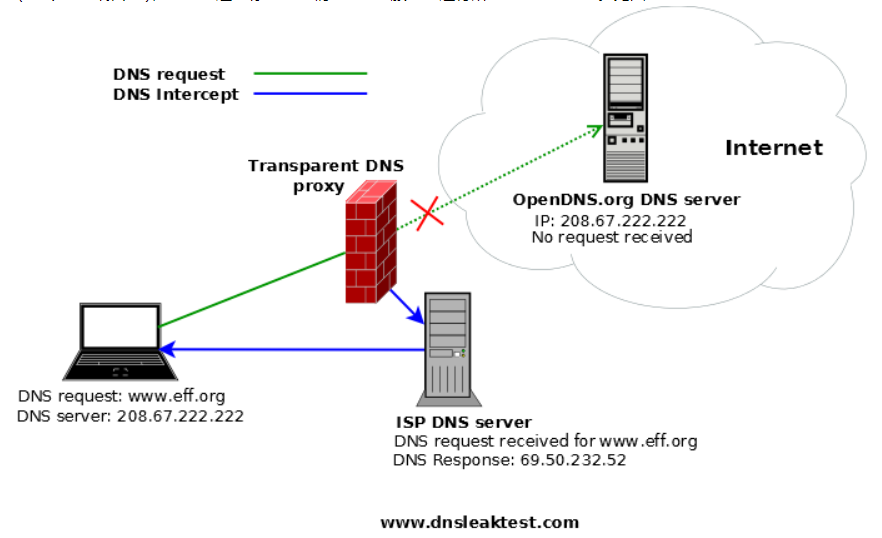 DNS request
DNS Intercept
Transparent DNS
proxy
Internet
OpenDNS.org DNS server
IP: 208.67.222.222
No request received
DNS request: www.eff.org
DNS server: 208.67.222.222
ISP DNS server
DNS request received for www.eff.org
DNS Response: 69.50.232.52
www.dnsleaktest.com